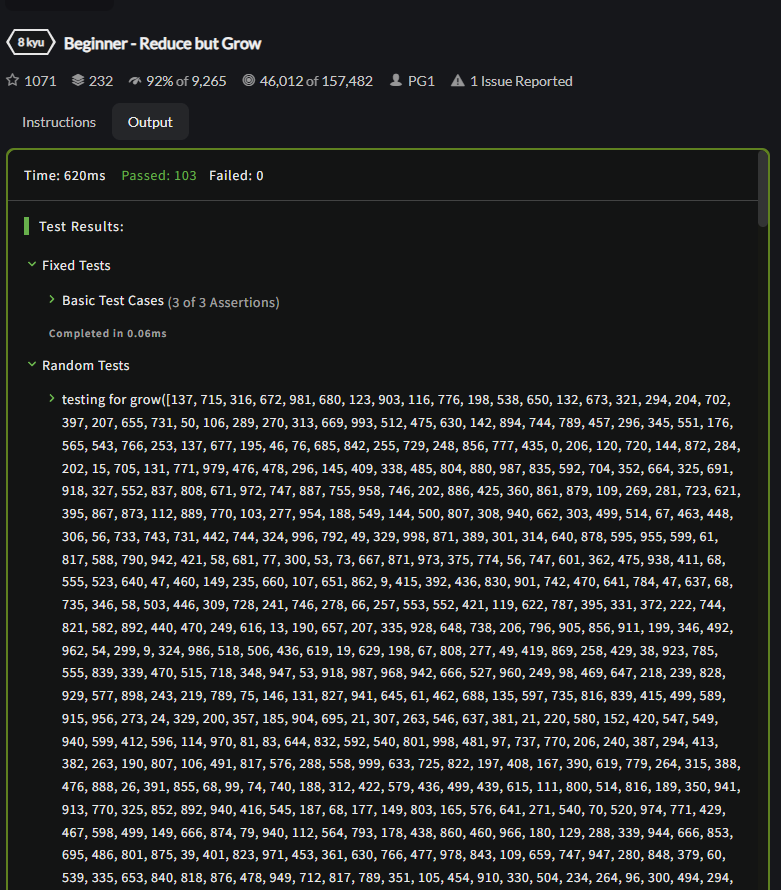 8 kyu Beginner - Reduce but Grow
1071 232 92% of 9,265 46,012 of 157,482 PG1 1 Issue Reported
Instructions Output
Time: 620ms Passed: 103 Failed: 0
Test Results:
Fixed Tests
Basic Test Cases (3 of 3 Assertions)
Completed in 0.06ms
Random Tests
testing for grow([137, 715, 316, 672, 981, 680, 123, 903, 116, 776, 198, 538, 650, 132, 673, 321, 294, 204, 702,
397, 207, 655, 731, 50, 106, 289, 270, 313, 669, 993, 512, 475, 630, 142, 894, 744, 789, 457, 296, 345, 551, 176,
565, 543, 766, 253, 137, 677, 195, 46, 76, 685, 842, 255, 729, 248, 856, 777, 435, 0, 206, 120, 720, 144, 872, 284,
202, 15, 705, 131, 771, 979, 476, 478, 296, 145, 409, 338, 485, 804, 880, 987, 835, 592, 704, 352, 664, 325, 691,
918, 327, 552, 837, 808, 671, 972, 747, 887, 755, 958, 746, 202, 886, 425, 360, 861, 879, 109, 269, 281, 723, 621,
395, 867, 873, 112, 889, 770, 103, 277, 954, 188, 549, 144, 500, 807, 308, 940, 662, 303, 499, 514, 67, 463, 448,
306, 56, 733, 743, 731, 442, 744, 324, 996, 792, 49, 329, 998, 871, 389, 301, 314, 640, 878, 595, 955, 599, 61,
817, 588, 790, 942, 421, 58, 681, 77, 300, 53, 73, 667, 871, 973, 375, 774, 56, 747, 601, 362, 475, 938, 411, 68,
555, 523, 640, 47, 460, 149, 235, 660, 107, 651, 862, 9, 415, 392, 436, 830, 901, 742, 470, 641, 784, 47, 637, 68,
735, 346, 58, 503, 446, 309, 728, 241, 746, 278, 66, 257, 553, 552, 421, 119, 622, 787, 395, 331, 372, 222, 744,
821, 582, 892, 440, 470, 249, 616, 13, 190, 657, 207, 335, 928, 648, 738, 206, 796, 905, 856, 911, 199, 346, 492,
962, 54, 299, 9, 324, 986, 518, 506, 436, 619, 19, 629, 198, 67, 808, 277, 49, 419, 869, 258, 429, 38, 923, 785,
555, 839, 339, 470, 515, 718, 348, 947, 53, 918, 987, 968, 942, 666, 527, 960, 249, 98, 469, 647, 218, 239, 828,
929, 577, 898, 243, 219, 789, 75, 146, 131, 827, 941, 645, 61, 462, 688, 135, 597, 735, 816, 839, 415, 499, 589,
915, 956, 273, 24, 329, 200, 357, 185, 904, 695, 21, 307, 263, 546, 637, 381, 21, 220, 580, 152, 420, 547, 549,
940, 599, 412, 596, 114, 970, 81, 83, 644, 832, 592, 540, 801, 998, 481, 97, 737, 770, 206, 240, 387, 294, 413,
382, 263, 190, 807, 106, 491, 817, 576, 288, 558, 999, 633, 725, 822, 197, 408, 167, 390, 619, 779, 264, 315, 388,
476, 888, 26, 391, 855, 68, 99, 74, 740, 188, 312, 422, 579, 436, 499, 439, 615, 111, 800, 514, 816, 189, 350, 941,
913, 770, 325, 852, 892, 940, 416, 545, 187, 68, 177, 149, 803, 165, 576, 641, 271, 540, 70, 520, 974, 771, 429,
467, 598, 499, 149, 666, 874, 79, 940, 112, 564, 793, 178, 438, 860, 460, 966, 180, 129, 288, 339, 944, 666, 853,
695, 486, 801, 875, 39, 401, 823, 971, 453, 361, 630, 766, 477, 978, 843, 109, 659, 747, 947, 280, 848, 379, 60,
539, 335, 653, 840, 818, 876, 478, 949, 712, 817, 789, 351, 105, 454, 910, 330, 504, 234, 264, 96, 300, 494, 294,